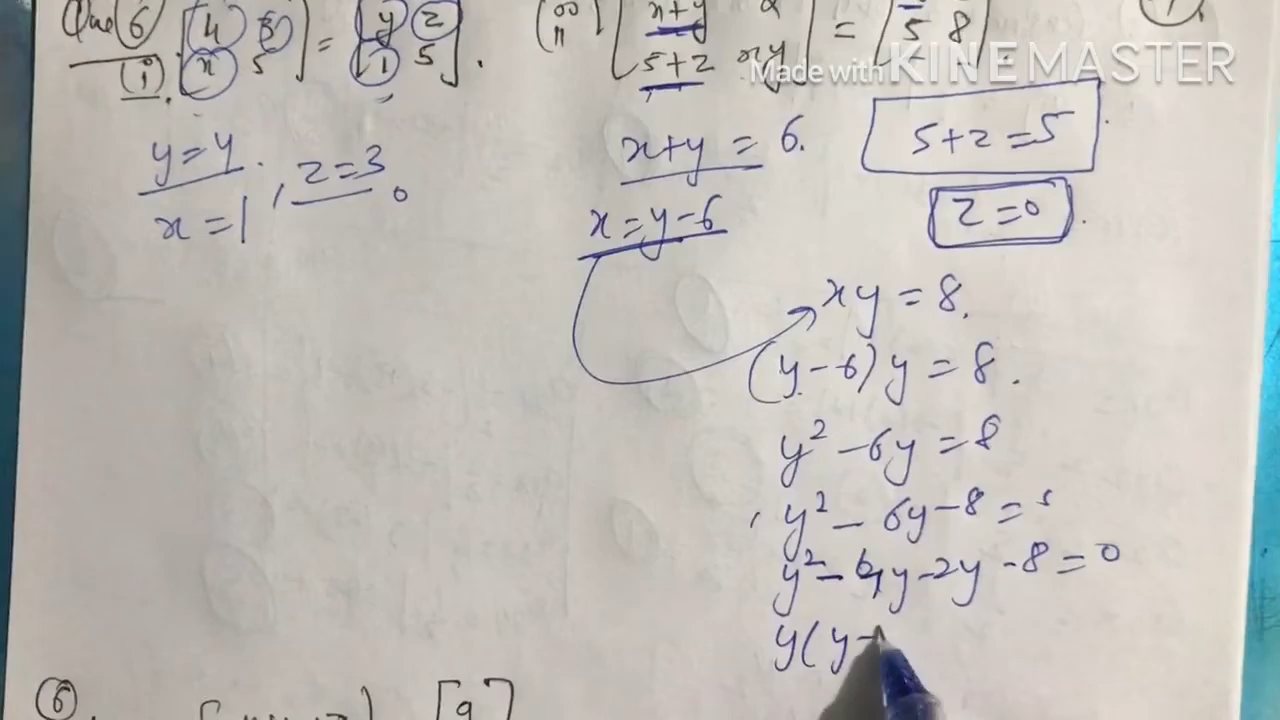 Que 6 [4 3 = [y 2
(i) x 5] 1 5].
(ii) [x+y 2 = [
5+z xy] 5 8]
Made with KINEMASTER
y=4.
x=1, z=3.
x+y = 6.
x=y-6
5+z=5
z=0.
xy=8.
(y-6)y=8.
y²-6y=8
y²-6y-8=
y²-4y-2y-8=0
y(y-
6
[9